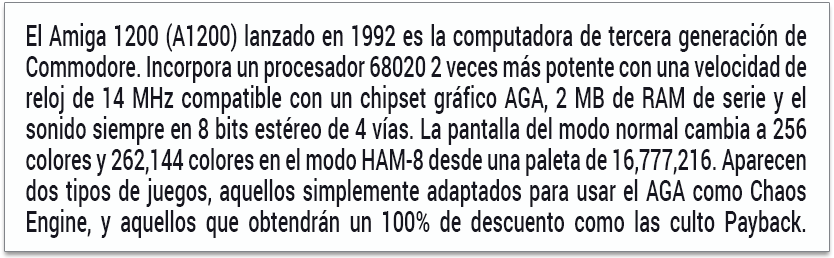 El Amiga 1200 (A1200) lanzado en 1992 es la computadora de tercera generación de
Commodore. Incorpora un procesador 68020 2 veces más potente con una velocidad de
reloj de 14 MHz compatible con un chipset gráfico AGA, 2 MB de RAM de serie y el
sonido siempre en 8 bits estéreo de 4 vías. La pantalla del modo normal cambia a 256
colores y 262,144 colores en el modo HAM-8 desde una paleta de 16,777,216. Aparecen
dos tipos de juegos, aquellos simplemente adaptados para usar el AGA como Chaos
Engine, y aquellos que obtendrán un 100% de descuento como las culto Payback.